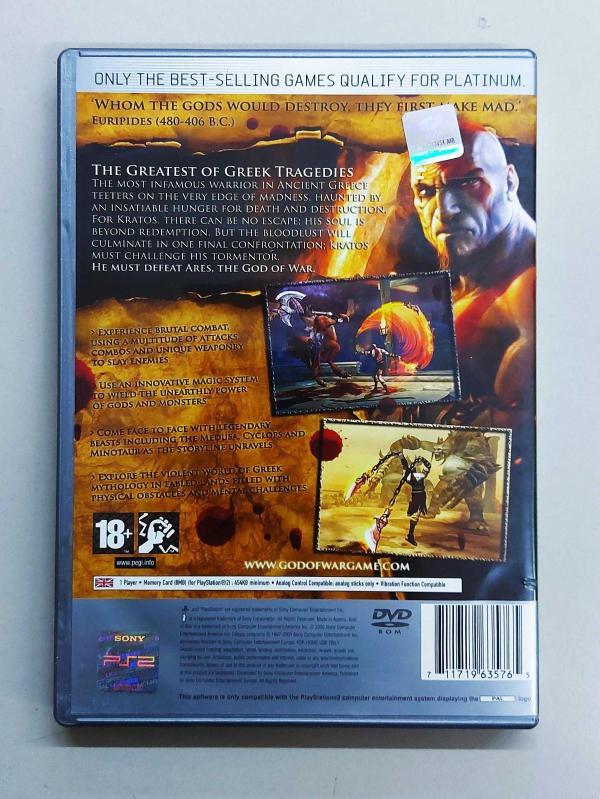 ONLY THE BEST-SELLING GAMES QUALIFY FOR PLATINUM.
'WHOM THE GODS WOULD DESTROY, THEY FIRST MAKE MAD.'
EURIPIDES (480-406 B.C.)
THE GREATEST OF GREEK TRAGEDIES
THE MOST INFAMOUS WARRIOR IN ANCIENT GREECE
TEETERS ON THE VERY EDGE OF MADNESS, HAUNTED BY
AN INSATIABLE HUNGER FOR DEATH AND DESTRUCTION.
FOR KRATOS, THERE CAN BE NO ESCAPE: HIS SOUL IS
BEYOND REDEMPTION. BUT THE BLOODLUST WILL
CULMINATE IN ONE FINAL CONFRONTATION; KRATOS
MUST CHALLENGE HIS TORMENTOR.
HE MUST DEFEAT ARES, THE GOD OF WAR.
> EXPERIENCE BRUTAL COMBAT,
USING A MULTITUDE OF ATTACKS,
COMBOS AND UNIQUE WEAPONRY
TO SLAY ENEMIES
> USE AN INNOVATIVE MAGIC SYSTEM
TO WIELD THE UNEARTHLY POWER
OF GODS AND MONSTERS
> COME FACE TO FACE WITH LEGENDARY
BEASTS INCLUDING THE MEDUSA, CYCLOPS AND
MINOTAUR AS THE STORYLINE UNRAVELS
> EXPLORE THE VIOLENT WORLD OF GREEK
MYTHOLOGY IN FABLED LANDS FILLED WITH
PHYSICAL OBSTACLES AND MENTAL CHALLENGES
18+
www.pegi.info
WWW.GODOFWARGAME.COM
1 Player • Memory Card (8MB) (for PlayStation®2) : 454KB minimum • Analog Control Compatible: analog sticks only • Vibration Function Compatible
SONY
PS2
DVD
ROM
7 11719 63576 5
This software is only compatible with the PlayStation®2 computer entertainment system displaying the PAL logo